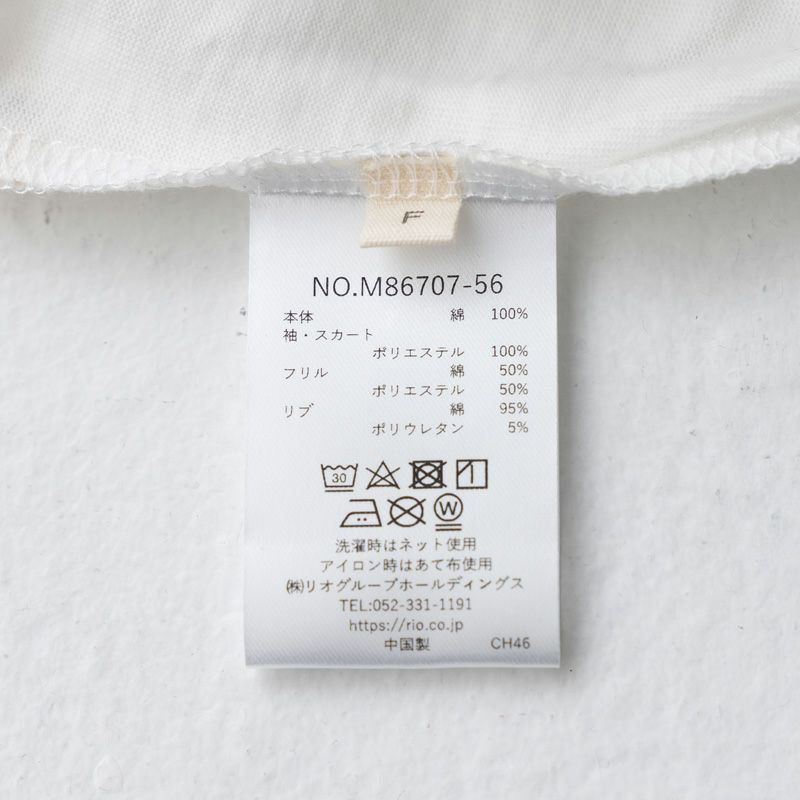 F
NO.M86707-56
本体 綿 100%
袖・スカート
ポリエステル 100%
フリル 綿 50%
ポリエステル 50%
リブ 綿 95%
ポリウレタン 5%
30
W
洗濯時はネット使用
アイロン時はあて布使用
㈱リオグループホールディングス
TEL:052-331-1191
https://rio.co.jp
中国製 CH46